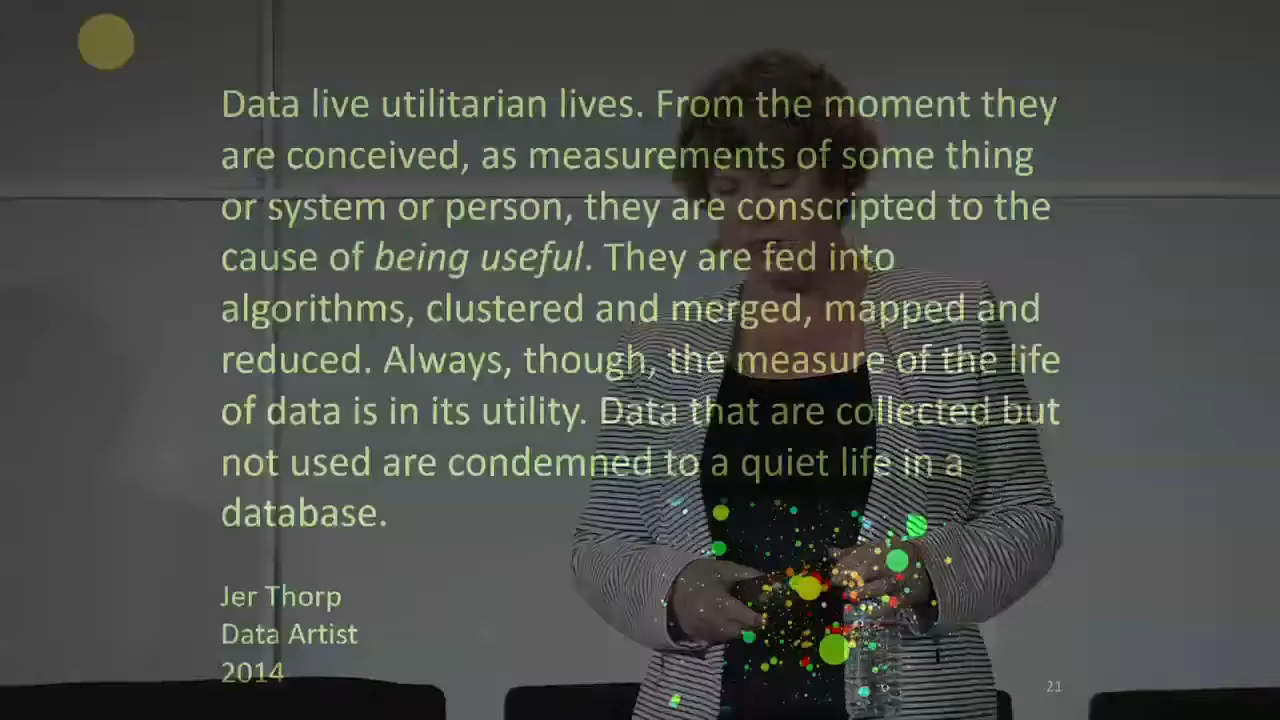 Data live utilitarian lives. From the moment they
are conceived, as measurements of some thing
or system or person, they are conscripted to the
cause of being useful. They are fed into
algorithms, clustered and merged, mapped and
reduced. Always, though, the measure of the life
of data is in its utility. Data that are collected but
not used are condemned to a quiet life in a
database.
Jer Thorp
Data Artist
2014
21